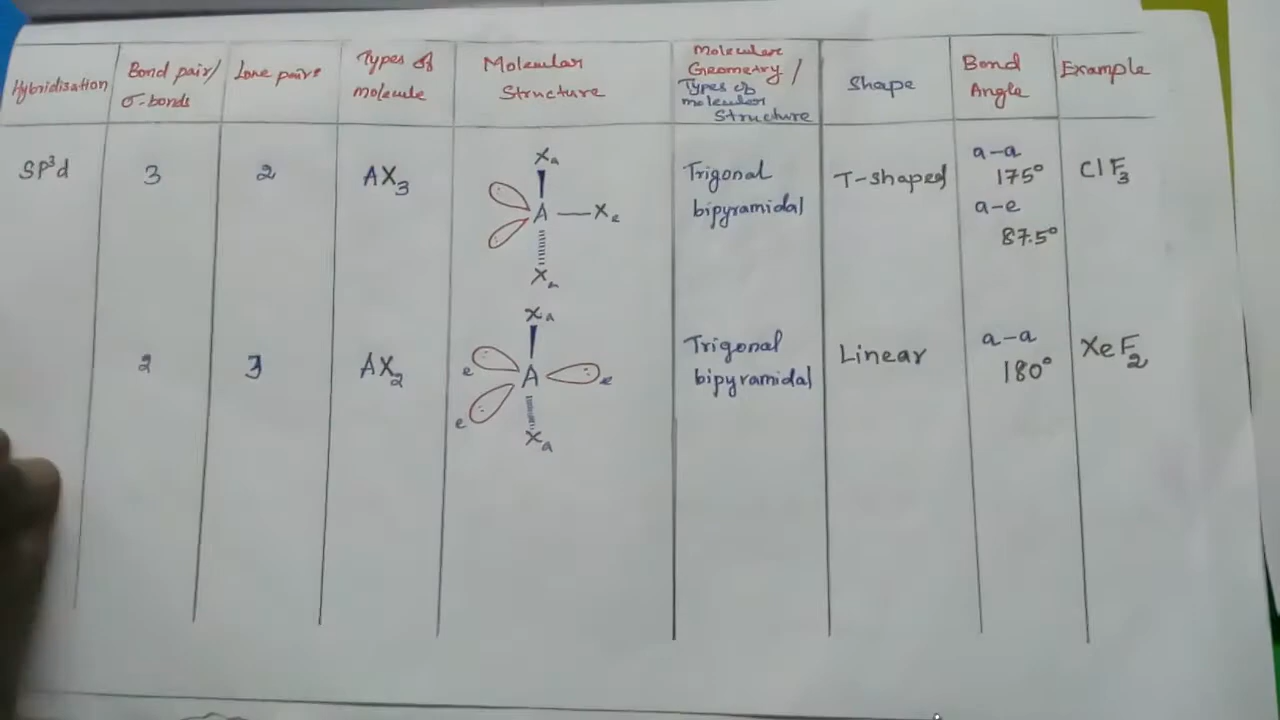 Hybridisation
Bond pair/
σ-bonds
Lone pairs
Types of
molecule
Molecular
Structure
Molecular
Geometry /
Types of
molecular
Structure
Shape
Bond
Angle
Example
SP³d
3
2
AX₃
Xₐ
A — Xₑ
Xₐ
Trigonal
bipyramidal
T-shaped
a-a
175°
a-e
87.5°
ClF₃
2
3
AX₂
Xₐ
e A e
e
Xₐ
Trigonal
bipyramidal
Linear
a-a
180°
XeF₂